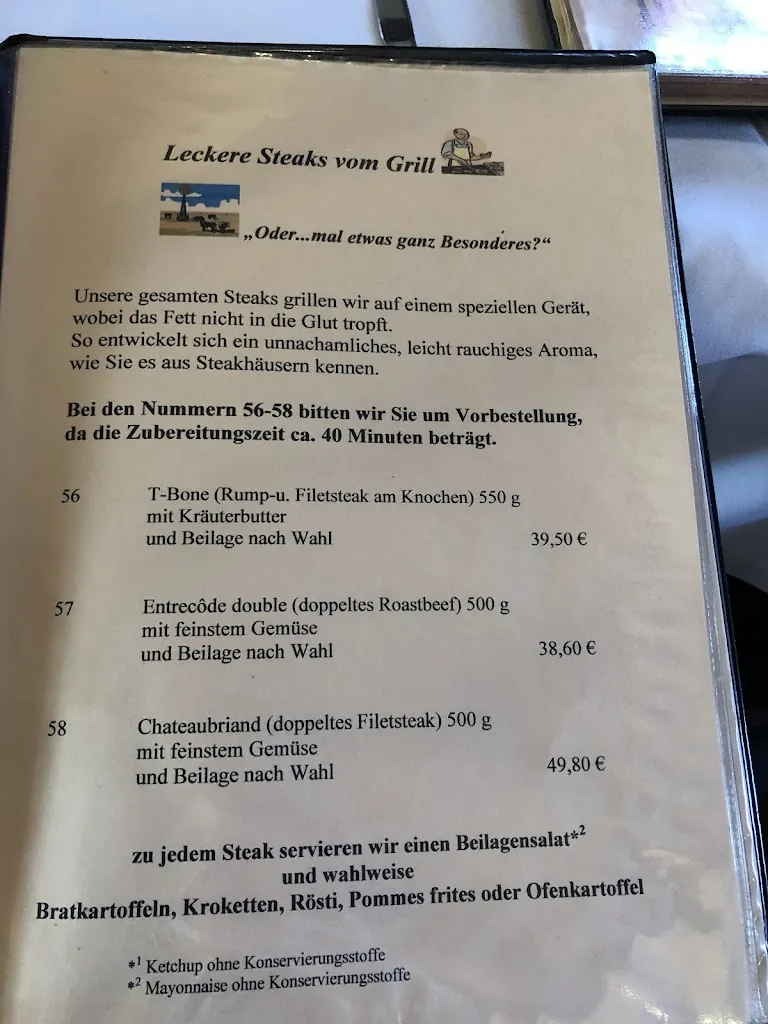 Leckere Steaks vom Grill
„Oder...mal etwas ganz Besonderes?“
Unsere gesamten Steaks grillen wir auf einem speziellen Gerät,
wobei das Fett nicht in die Glut tropft.
So entwickelt sich ein unnachamliches, leicht rauchiges Aroma,
wie Sie es aus Steakhäusern kennen.
Bei den Nummern 56-58 bitten wir Sie um Vorbestellung,
da die Zubereitungszeit ca. 40 Minuten beträgt.
56 T-Bone (Rump-u. Filetsteak am Knochen) 550 g
mit Kräuterbutter
und Beilage nach Wahl 39,50 €
57 Entrecôde double (doppeltes Roastbeef) 500 g
mit feinstem Gemüse
und Beilage nach Wahl 38,60 €
58 Chateaubriand (doppeltes Filetsteak) 500 g
mit feinstem Gemüse
und Beilage nach Wahl 49,80 €
zu jedem Steak servieren wir einen Beilagensalat*²
und wahlweise
Bratkartoffeln, Kroketten, Rösti, Pommes frites oder Ofenkartoffel
*¹ Ketchup ohne Konservierungsstoffe
*² Mayonnaise ohne Konservierungsstoffe